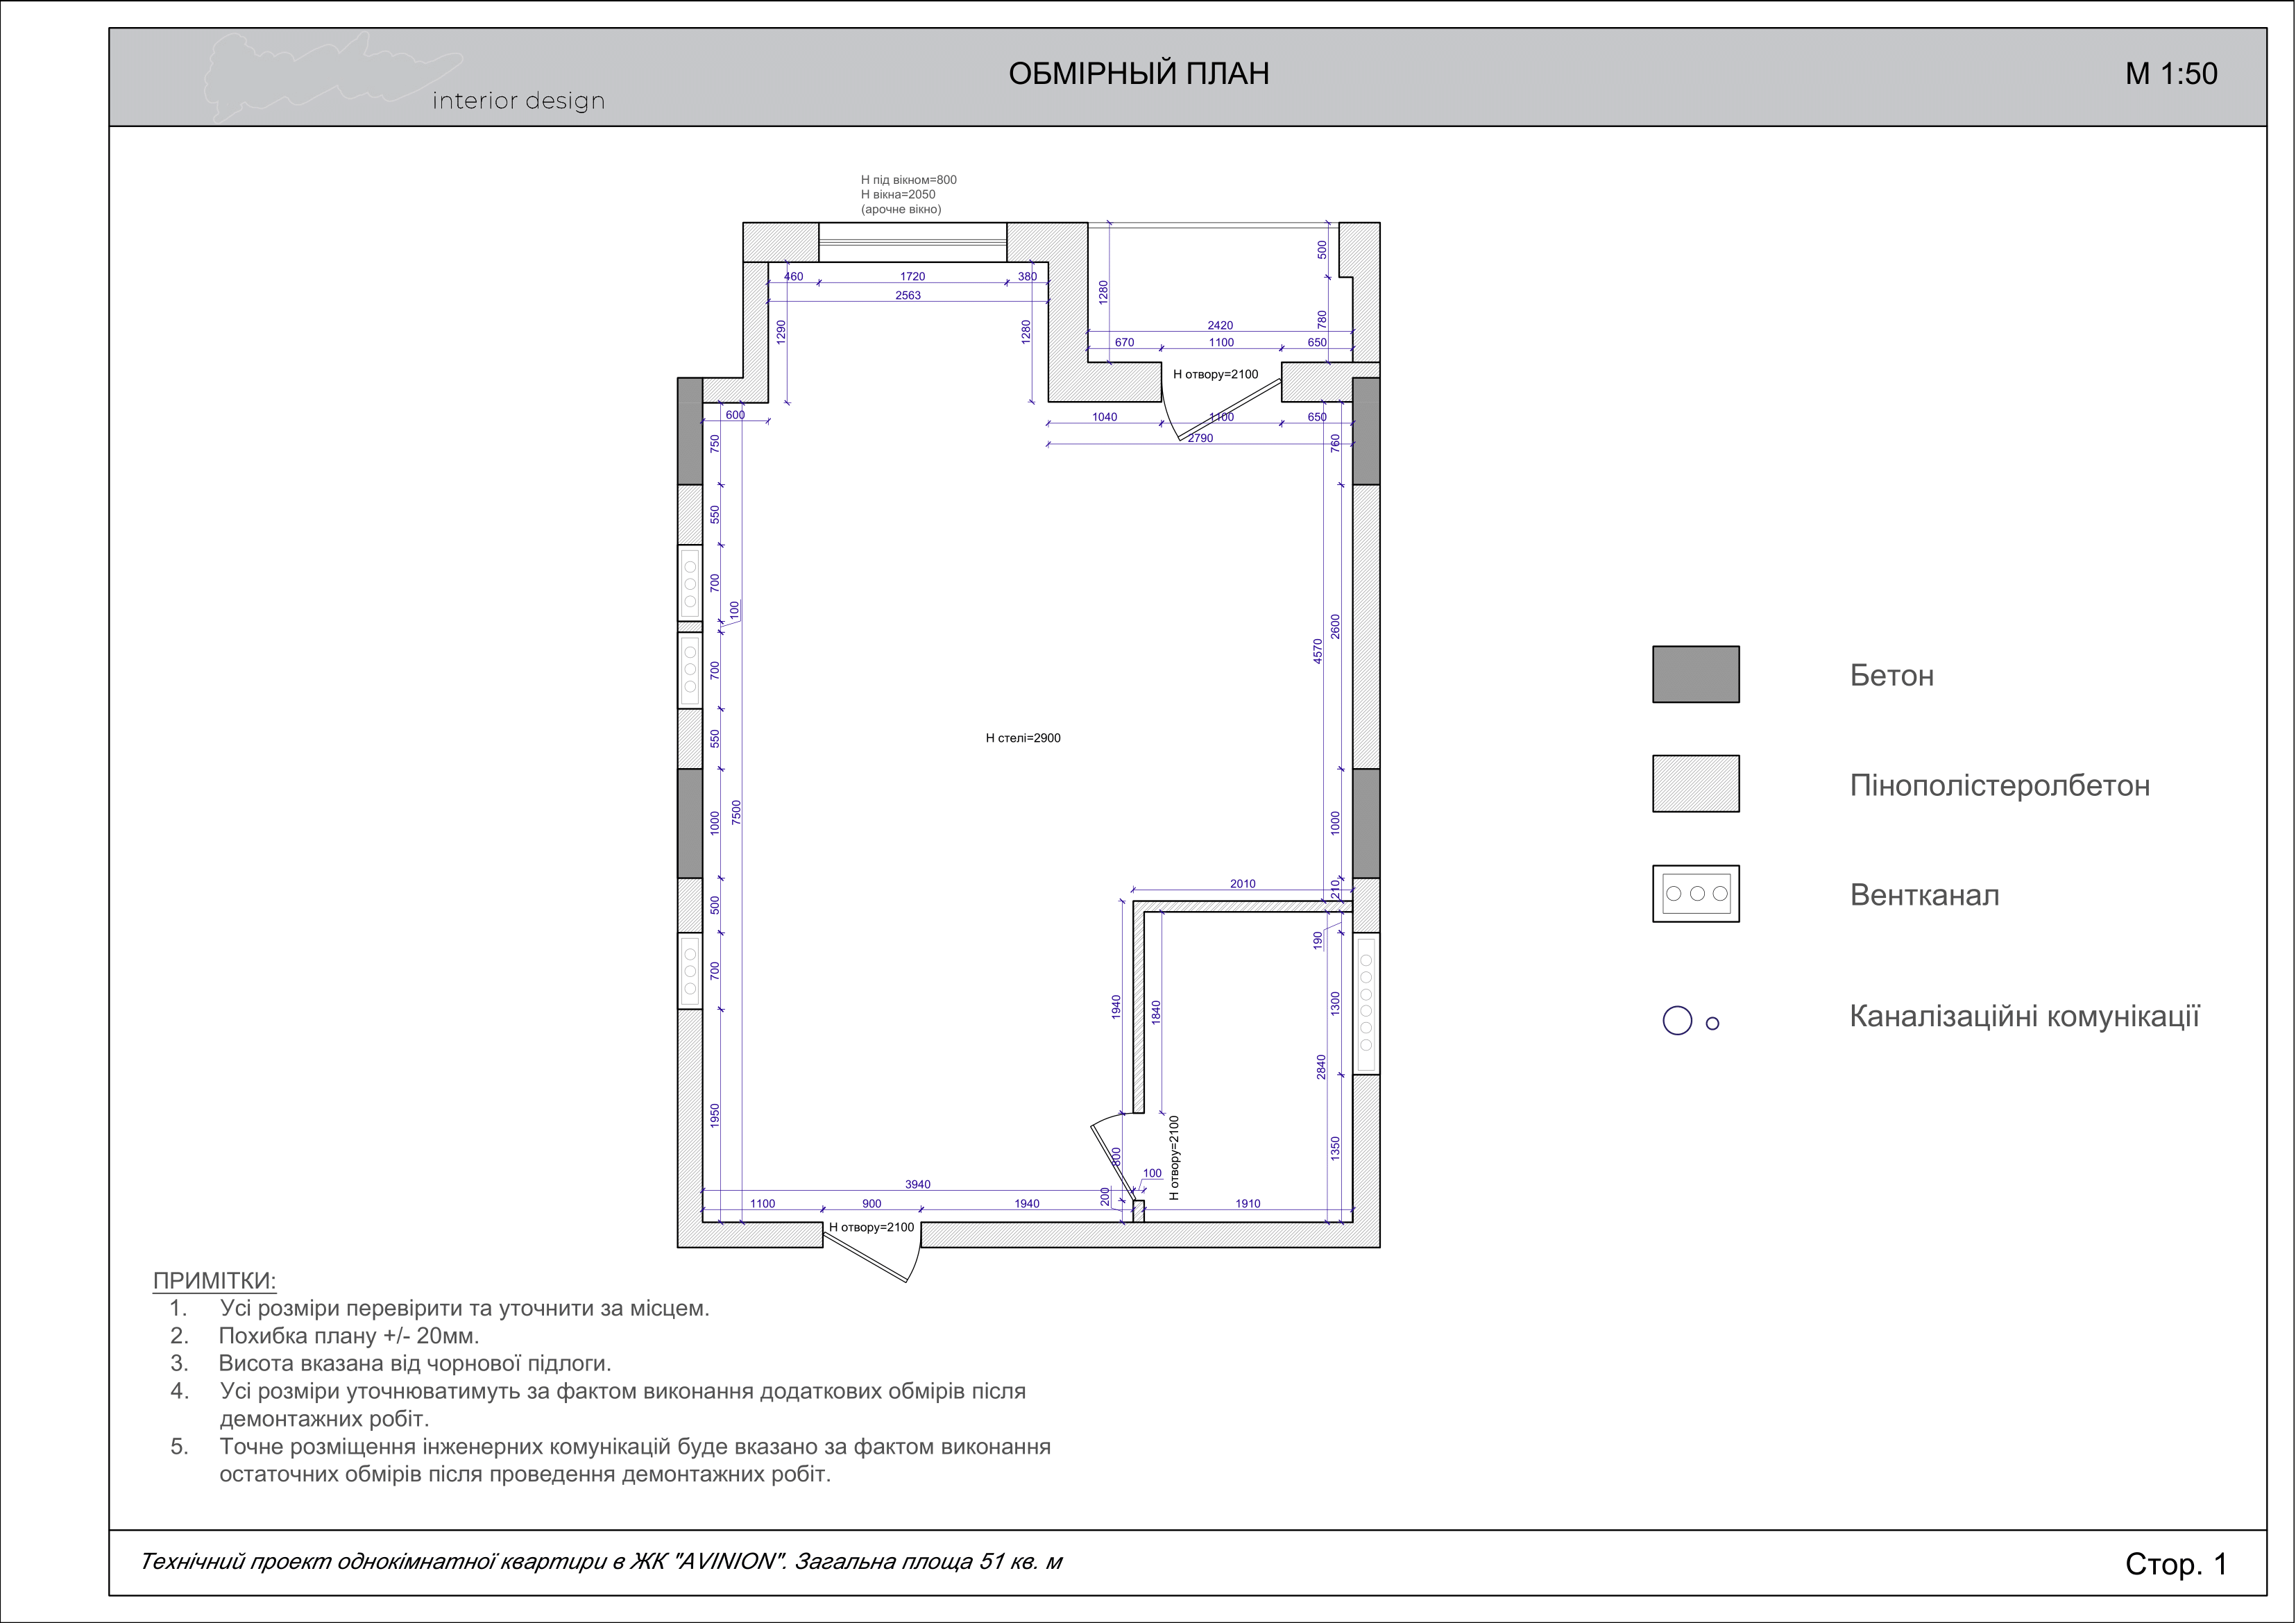 interior design
ОБМІРНЫЙ ПЛАН
М 1:50
Н під вікном=800
Н вікна=2050
(арочне вікно)
460 1720 380
2563
1290
1280
1280
500
780
2420
670 1100 650
Н отвору=2100
600
1040 1100 650
2790
750
550
700
100
700
550
1000
7500
500
700
1950
760
2600
4570
1000
210
Н стелі=2900
2010
190
1940
1840
1300
2840
1350
800
Н отвору=2100
100
200
3940
1100 900 1940 1910
Н отвору=2100
Бетон
Пінополістеролбетон
Вентканал
Каналізаційні комунікації
ПРИМІТКИ:
1. Усі розміри перевірити та уточнити за місцем.
2. Похибка плану +/- 20мм.
3. Висота вказана від чорнової підлоги.
4. Усі розміри уточнюватимуть за фактом виконання додаткових обмірів після
демонтажних робіт.
5. Точне розміщення інженерних комунікацій буде вказано за фактом виконання
остаточних обмірів після проведення демонтажних робіт.
Технічний проект однокімнатної квартири в ЖК "AVINION". Загальна площа 51 кв. м
Стор. 1